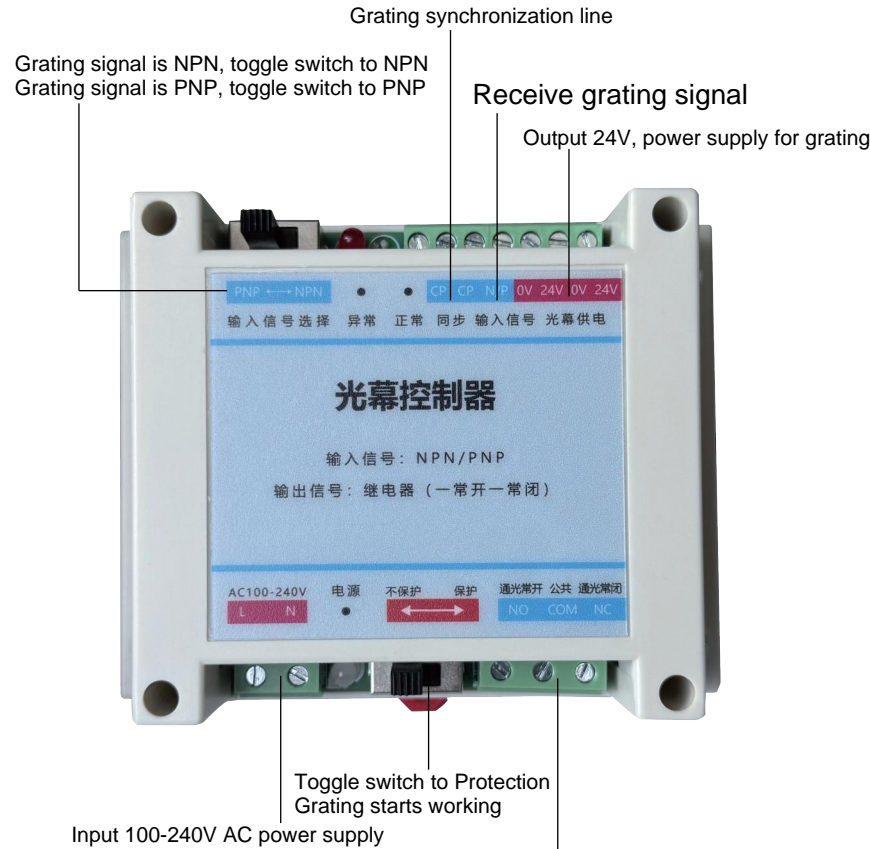 Grating synchronization line
Grating signal is NPN, toggle switch to NPN
Grating signal is PNP, toggle switch to PNP
Receive grating signal
Output 24V, power supply for grating
PNP ←→ NPN CP CP N/P 0V 24V 0V 24V
输入信号选择 异常 正常 同步 输入信号 光幕供电
光幕控制器
输入信号：NPN/PNP
输出信号：继电器（一常开一常闭）
AC100-240V 电源 不保护 保护 通光常开 公共 通光常闭
L N NO COM NC
Toggle switch to Protection
Grating starts working
Input 100-240V AC power supply